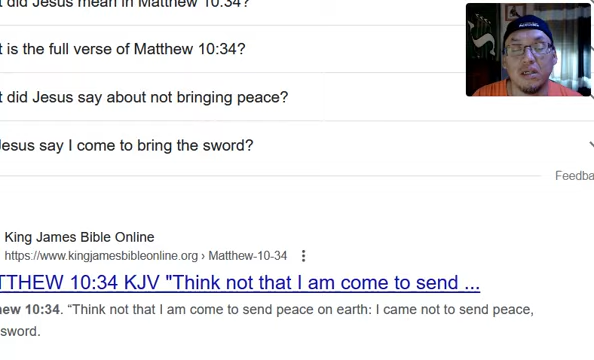 t did Jesus mean in Matthew 10:34?
t is the full verse of Matthew 10:34?
t did Jesus say about not bringing peace?
Jesus say I come to bring the sword?
Feedba
King James Bible Online
https://www.kingjamesbibleonline.org › Matthew-10-34
TTHEW 10:34 KJV "Think not that I am come to send ...
hew 10:34. “Think not that I am come to send peace on earth: I came not to send peace,
sword.